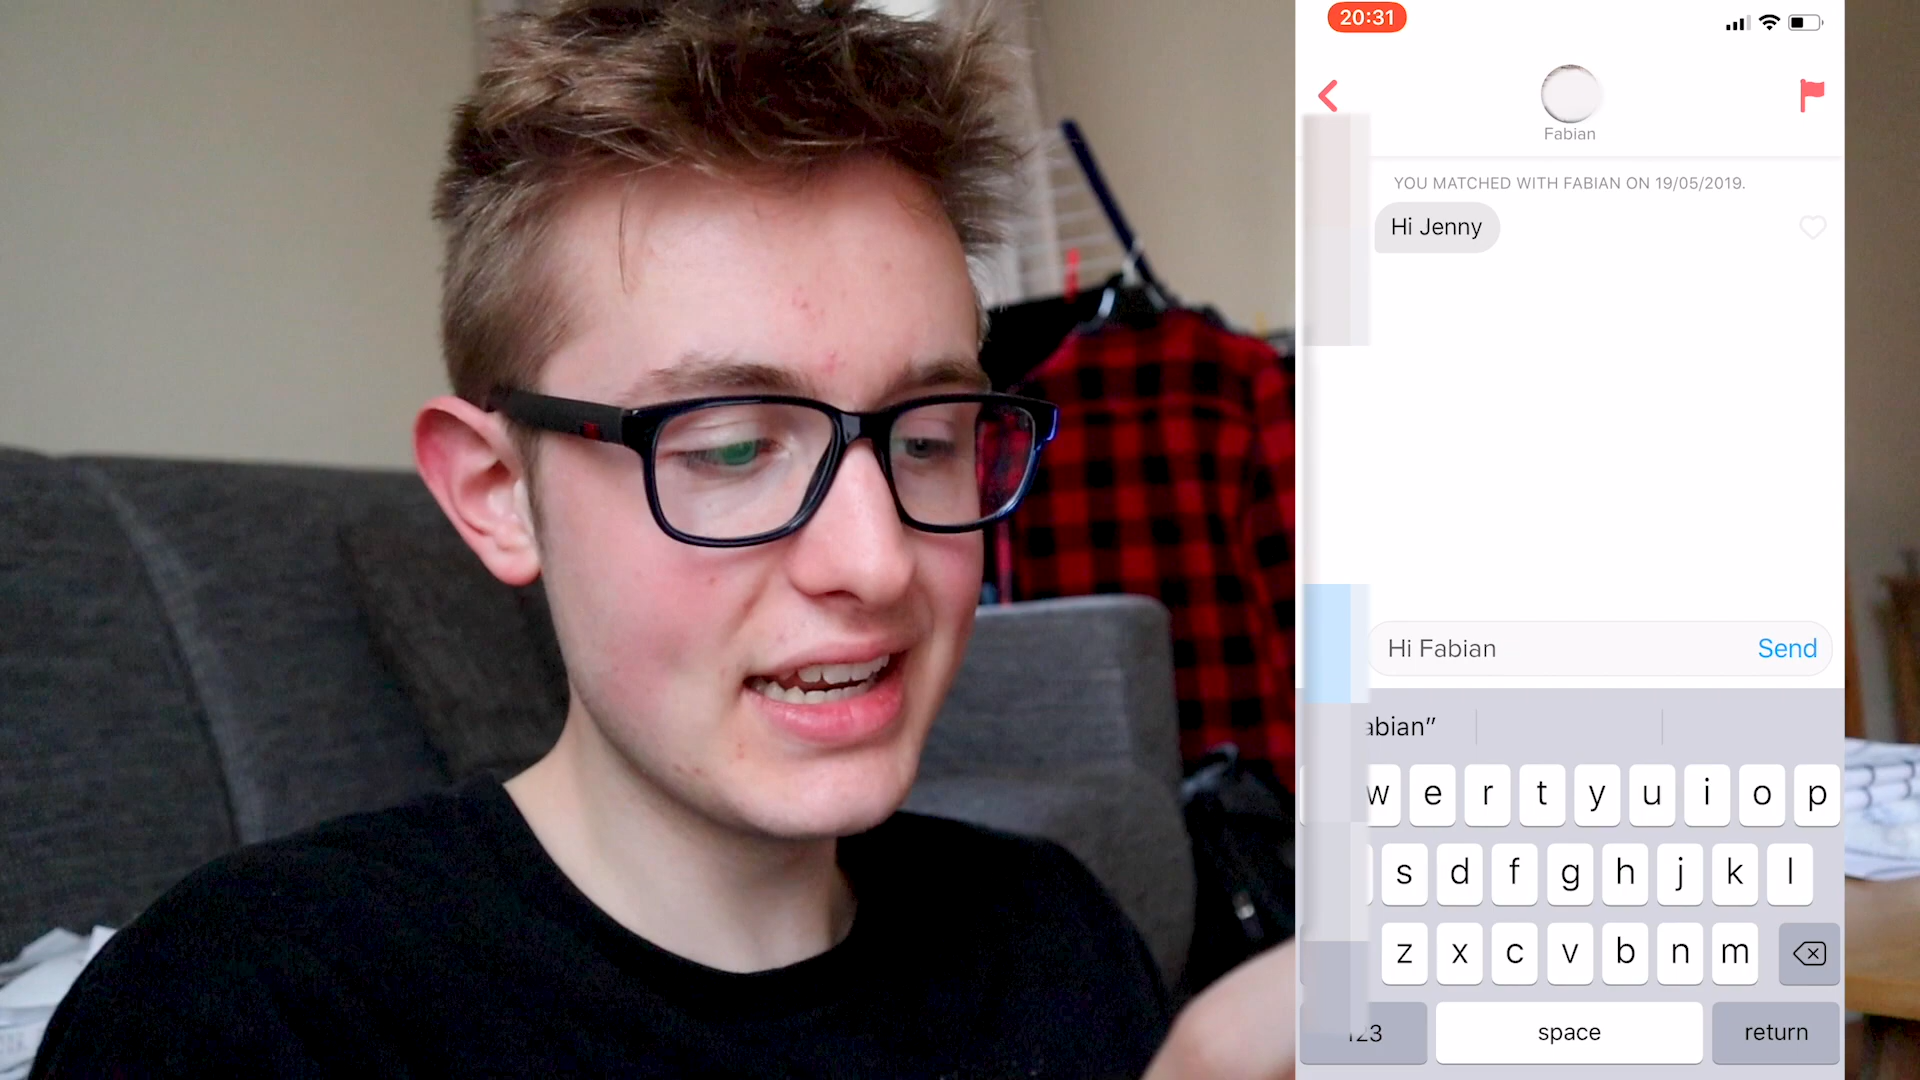 20:31
Fabian
YOU MATCHED WITH FABIAN ON 19/05/2019.
Hi Jenny
Hi Fabian Send
abian”
w e r t y u i o p
s d f g h j k l
z x c v b n m
123 space return